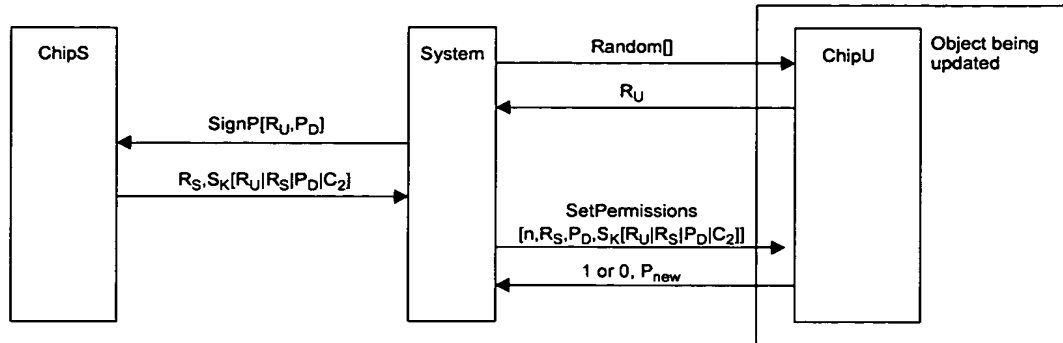 ChipS
System
Random[]
ChipU
Object being
updated
R_U
SignP[R_U,P_D]
R_S,S_K[R_U|R_S|P_D|C_2]
SetPermissions
[n,R_S,P_D,S_K[R_U|R_S|P_D|C_2]]
1 or 0, P_new